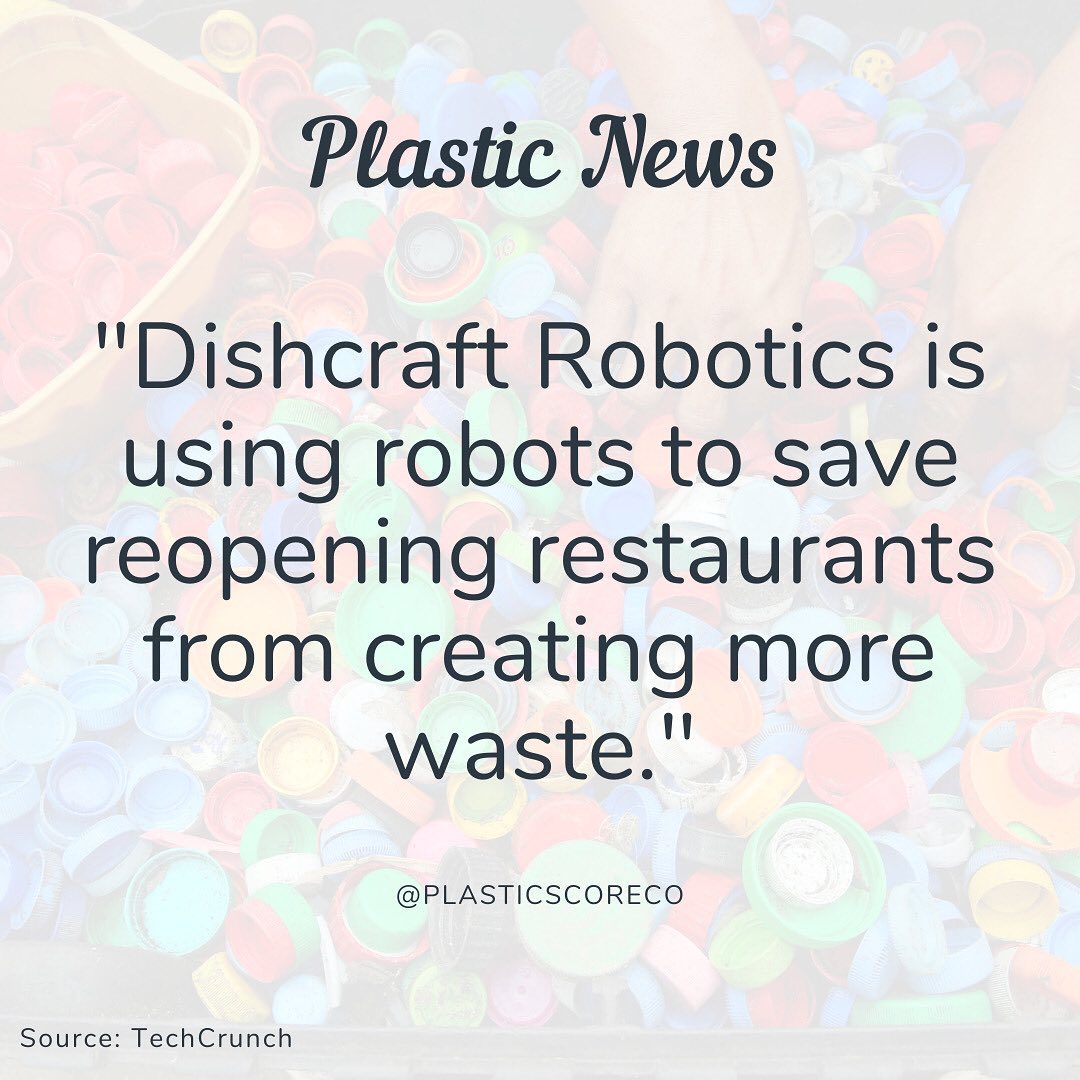 Plastic News
"Dishcraft Robotics is
using robots to save
reopening restaurants
from creating more
waste."
@PLASTICSCORECO
Source: TechCrunch